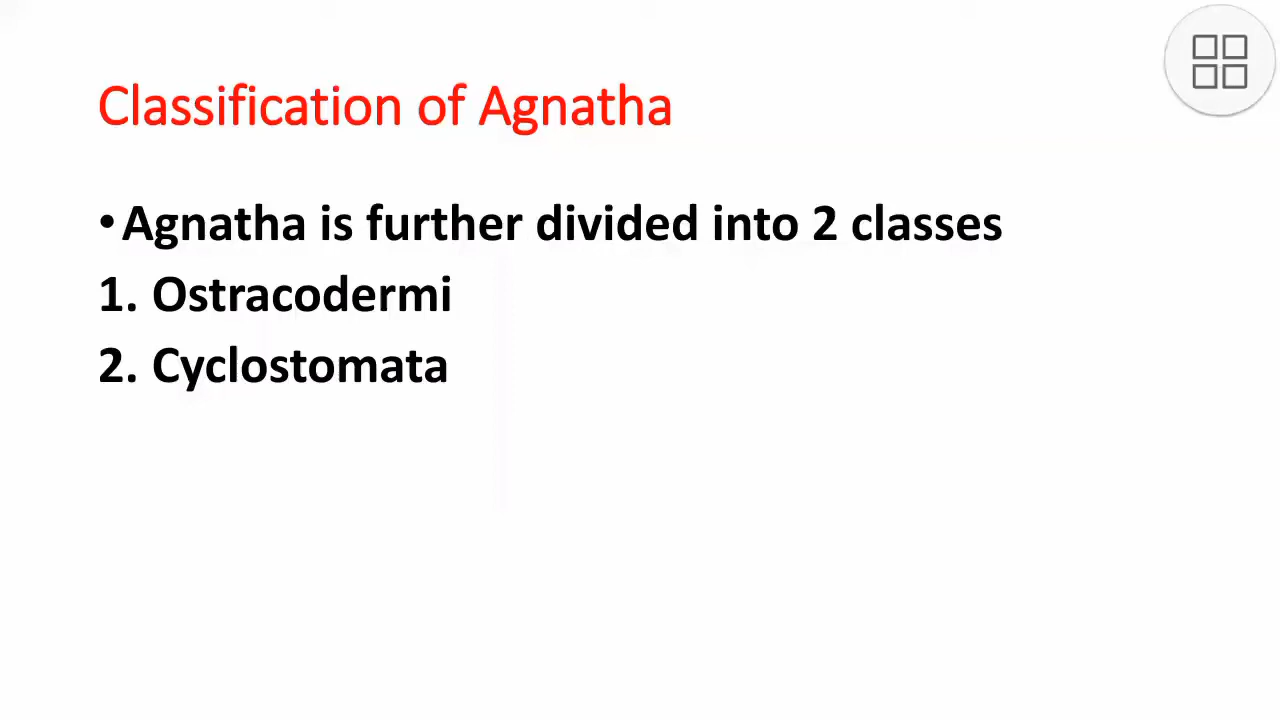 Classification of Agnatha
•Agnatha is further divided into 2 classes
1. Ostracodermi
2. Cyclostomata